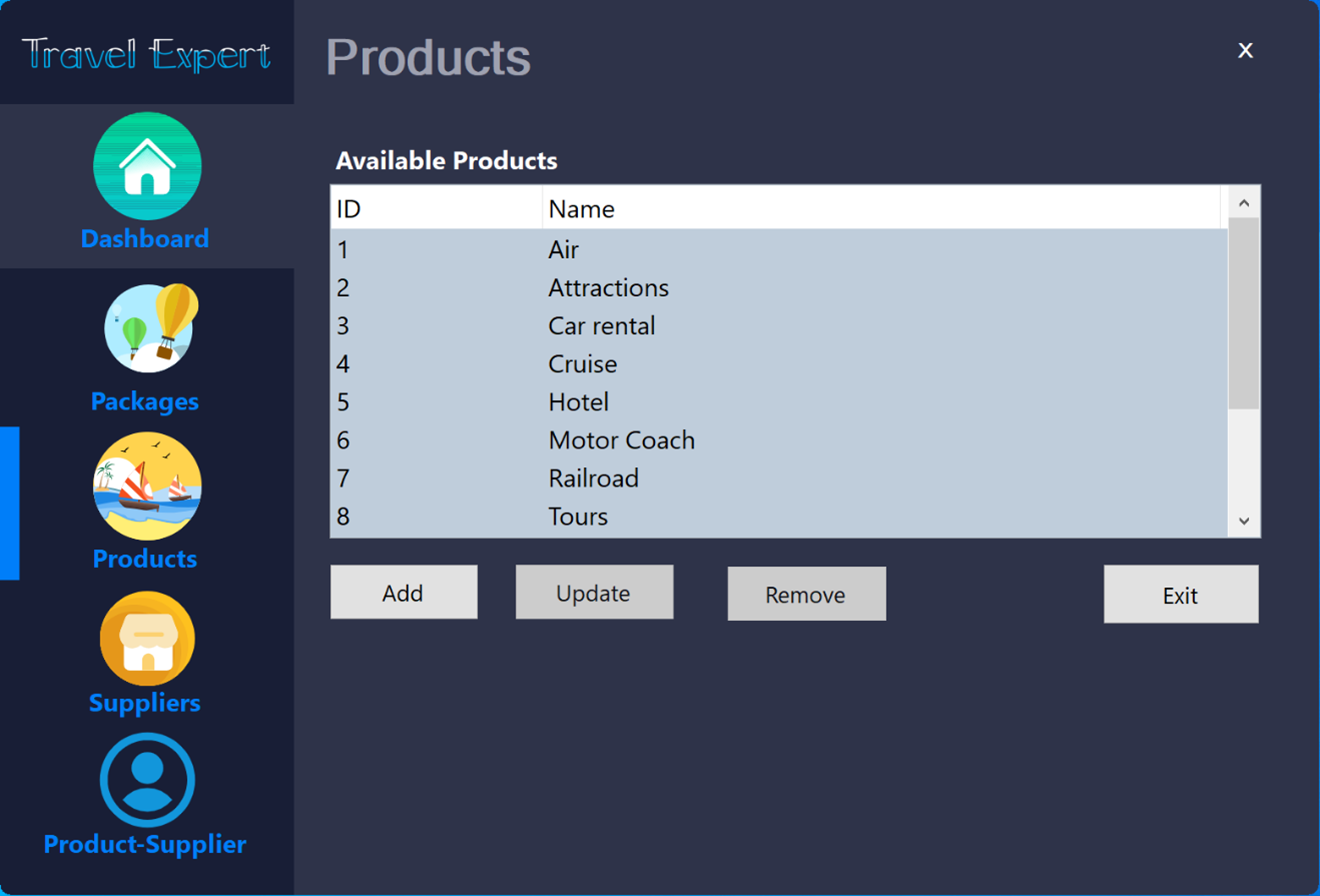 Travel Expert
Products
x
Dashboard
Packages
Products
Suppliers
Product-Supplier
Available Products
ID Name
1 Air
2 Attractions
3 Car rental
4 Cruise
5 Hotel
6 Motor Coach
7 Railroad
8 Tours
Add Update Remove Exit